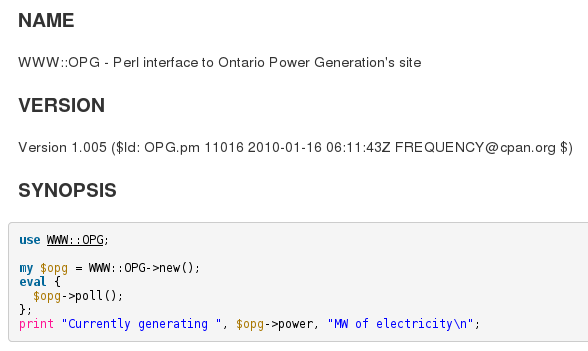 NAME
WWW::OPG - Perl interface to Ontario Power Generation's site
VERSION
Version 1.005 ($Id: OPG.pm 11016 2010-01-16 06:11:43Z FREQUENCY@cpan.org $)
SYNOPSIS
use WWW::OPG;
my $opg = WWW::OPG->new();
eval {
  $opg->poll();
};
print "Currently generating ", $opg->power, "MW of electricity\n";